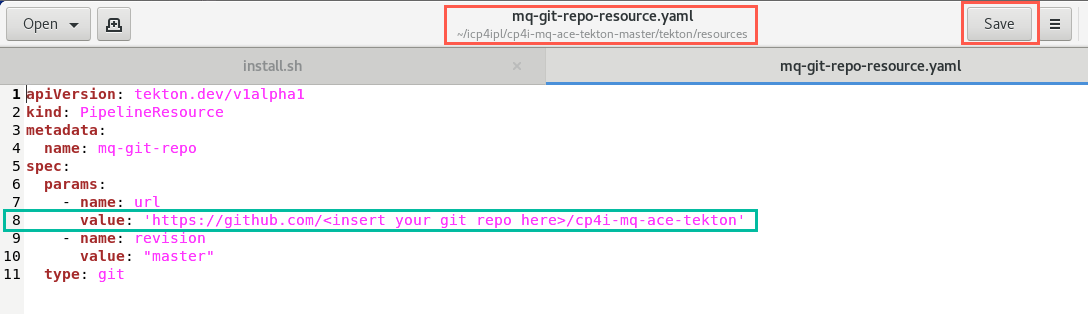 Open
mq-git-repo-resource.yaml
~/icp4ipl/cp4i-mq-ace-tekton-master/tekton/resources
Save
install.sh × mq-git-repo-resource.yaml
1 apiVersion: tekton.dev/v1alpha1
2 kind: PipelineResource
3 metadata:
4   name: mq-git-repo
5 spec:
6   params:
7     - name: url
8       value: 'https://github.com/<insert your git repo here>/cp4i-mq-ace-tekton'
9     - name: revision
10       value: "master"
11   type: git